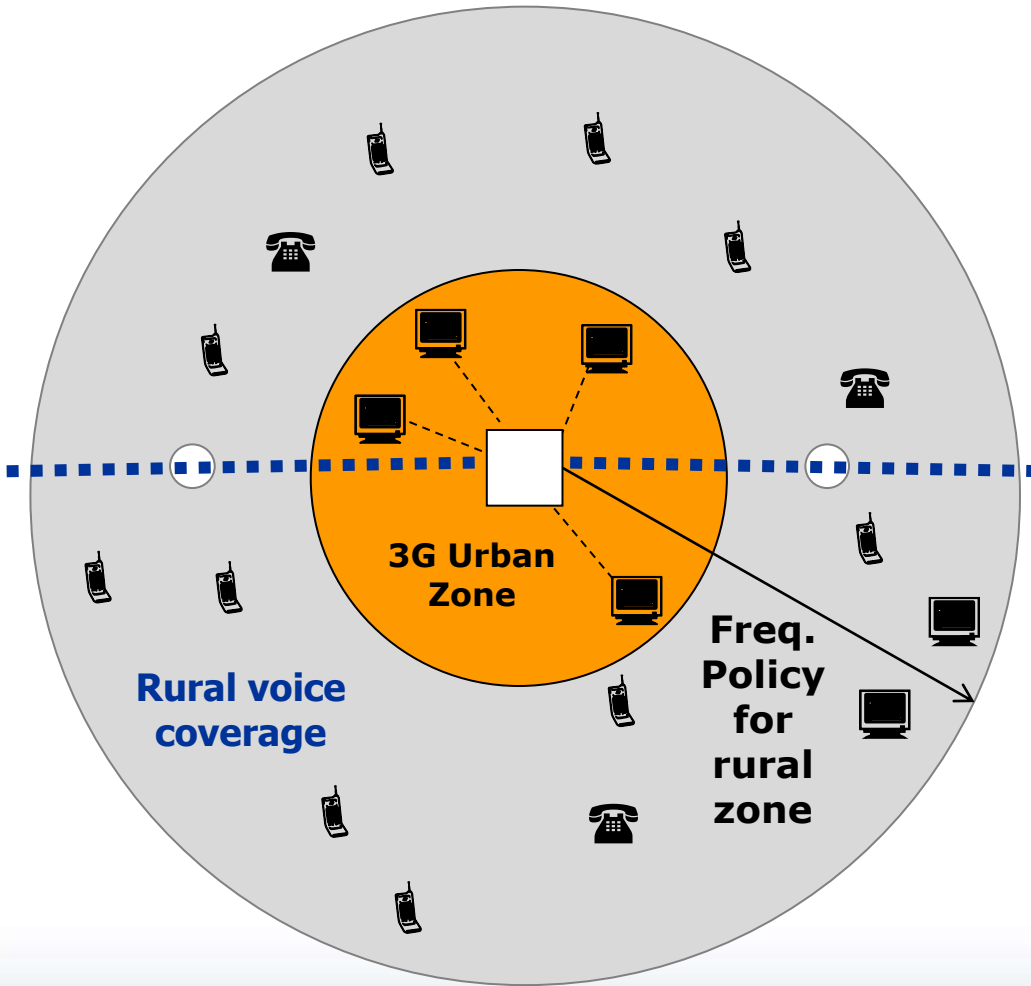 3G Urban
Zone
Freq.
Policy
for
rural
zone
Rural voice
coverage